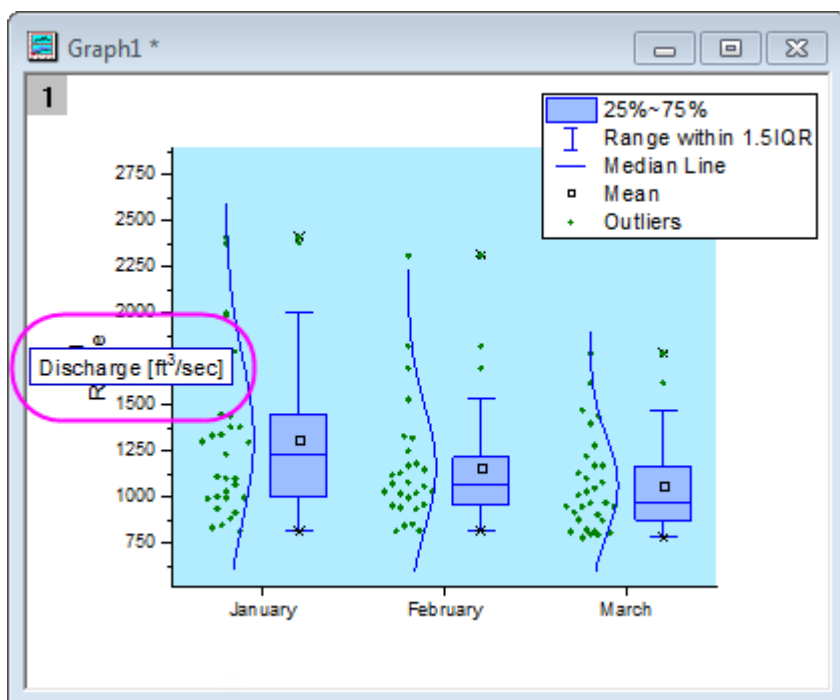 Graph1 *
1
25%~75%
Range within 1.5IQR
Median Line
Mean
Outliers
2750
2500
2250
2000
Discharge [ft³/sec]
1500
1250
1000
750
January
February
March